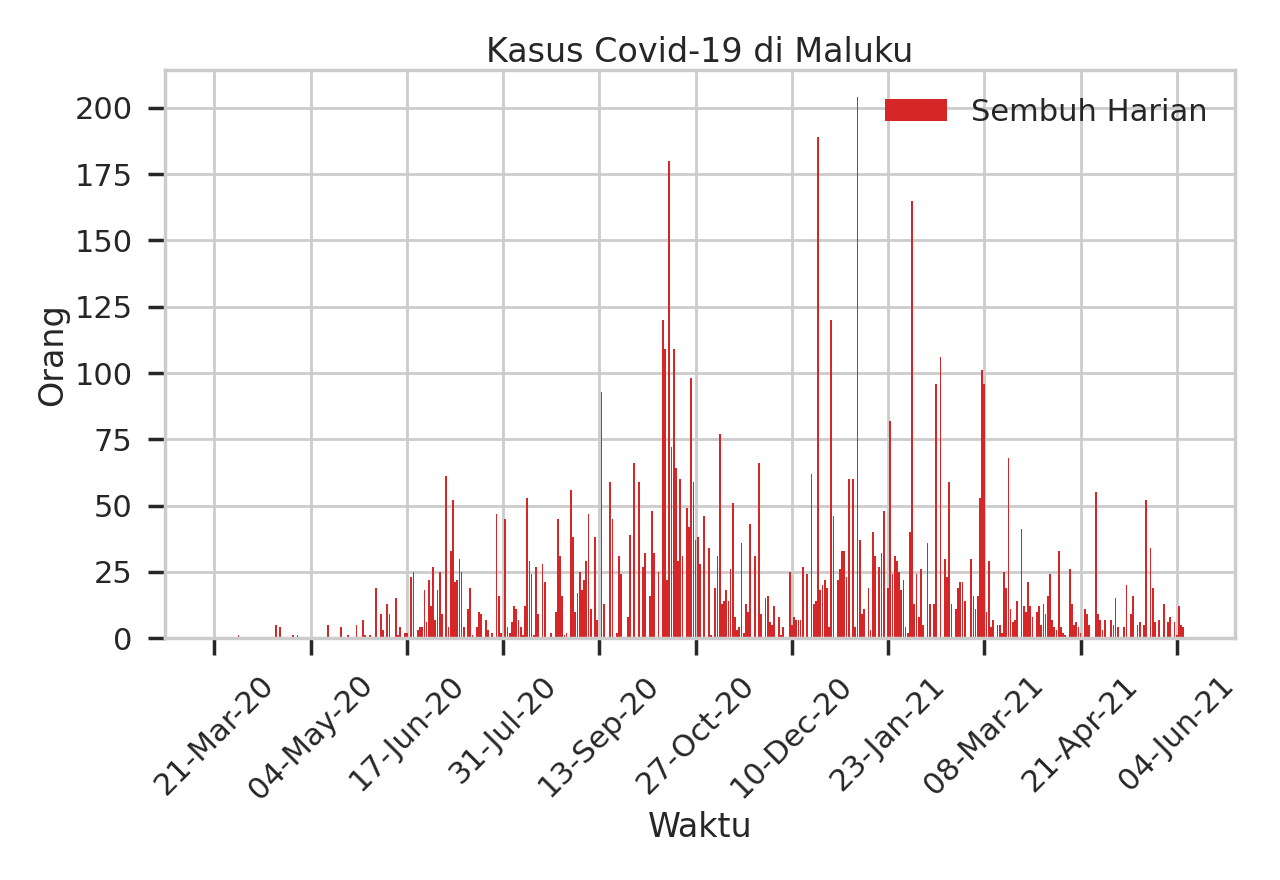 Kasus Covid-19 di Maluku
Sembuh Harian
Orang
200
175
150
125
100
75
50
25
0
21-Mar-20
04-May-20
17-Jun-20
31-Jul-20
13-Sep-20
27-Oct-20
10-Dec-20
23-Jan-21
08-Mar-21
21-Apr-21
04-Jun-21
Waktu